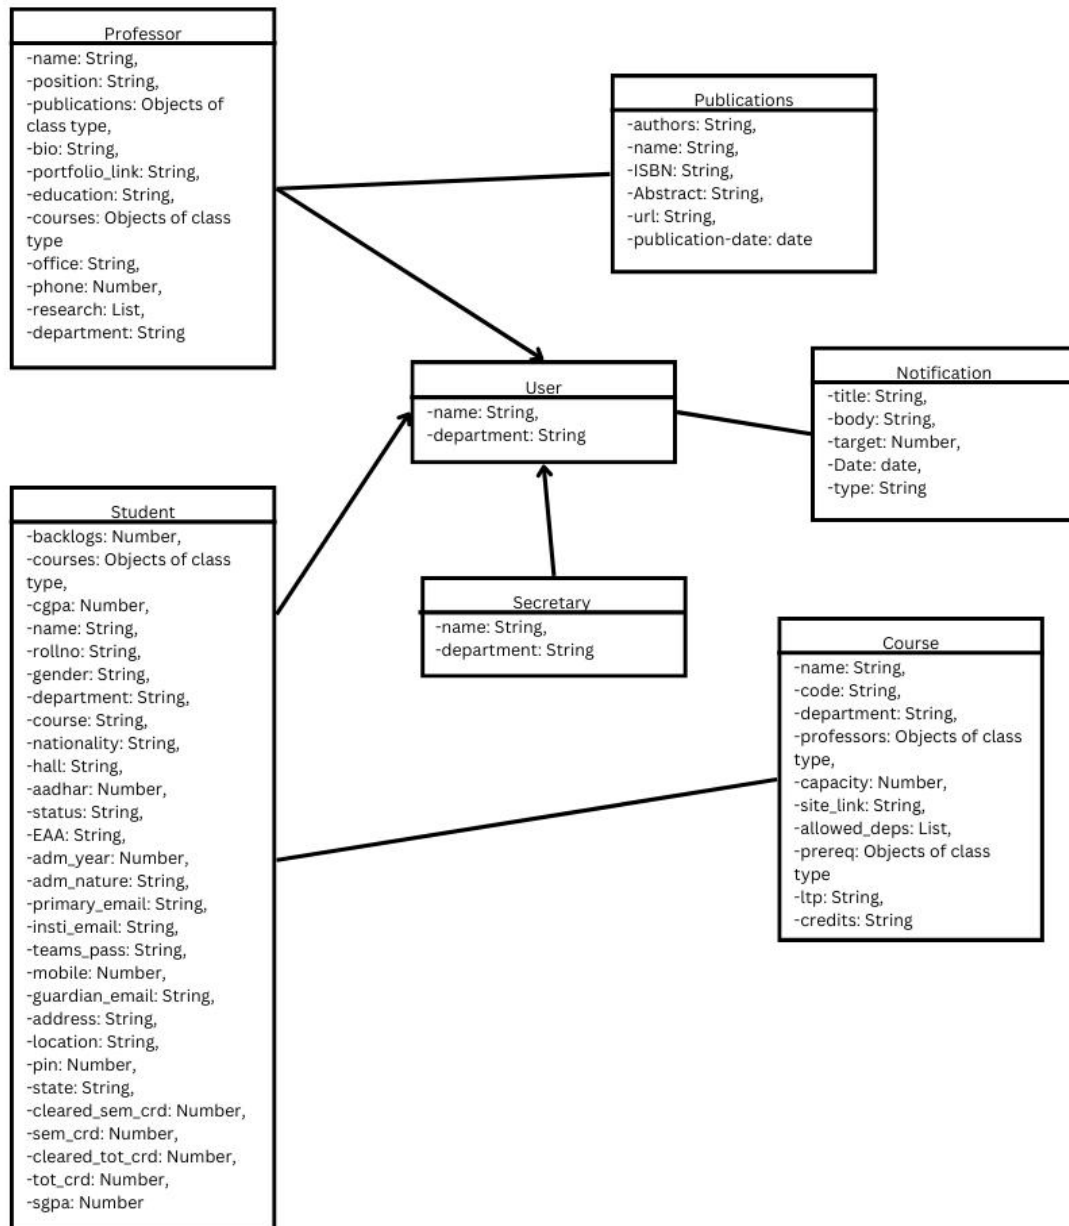 Professor
-name: String,
-position: String,
-publications: Objects of
class type,
-bio: String,
-portfolio_link: String,
-education: String,
-courses: Objects of class
type
-office: String,
-phone: Number,
-research: List,
-department: String
Publications
-authors: String,
-name: String,
-ISBN: String,
-Abstract: String,
-url: String,
-publication-date: date
User
-name: String,
-department: String
Notification
-title: String,
-body: String,
-target: Number,
-Date: date,
-type: String
Student
-backlogs: Number,
-courses: Objects of class
type,
-cgpa: Number,
-name: String,
-rollno: String,
-gender: String,
-department: String,
-course: String,
-nationality: String,
-hall: String,
-aadhar: Number,
-status: String,
-EAA: String,
-adm_year: Number,
-adm_nature: String,
-primary_email: String,
-insti_email: String,
-teams_pass: String,
-mobile: Number,
-guardian_email: String,
-address: String,
-location: String,
-pin: Number,
-state: String,
-cleared_sem_crd: Number,
-sem_crd: Number,
-cleared_tot_crd: Number,
-tot_crd: Number,
-sgpa: Number
Secretary
-name: String,
-department: String
Course
-name: String,
-code: String,
-department: String,
-professors: Objects of class
type,
-capacity: Number,
-site_link: String,
-allowed_deps: List,
-prereq: Objects of class
type
-ltp: String,
-credits: String